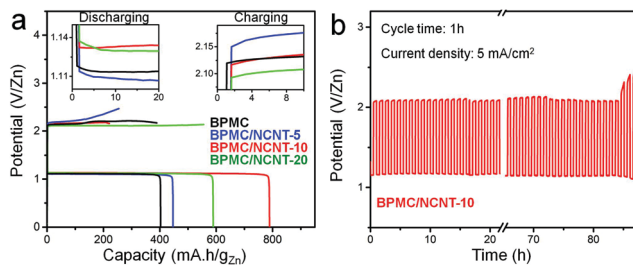 a
Discharging
1.14
1.11
0 10 20
Charging
2.15
2.10
0 5 10
BPMC
BPMC/NCNT-5
BPMC/NCNT-10
BPMC/NCNT-20
Potential (V/Zn)
5
4
3
2
1
0
0 200 400 600 800
Capacity (mA.h/gZn)
b
Cycle time: 1h
Current density: 5 mA/cm²
BPMC/NCNT-10
Potential (V/Zn)
3
2
1
0 10 20 70 80
Time (h)